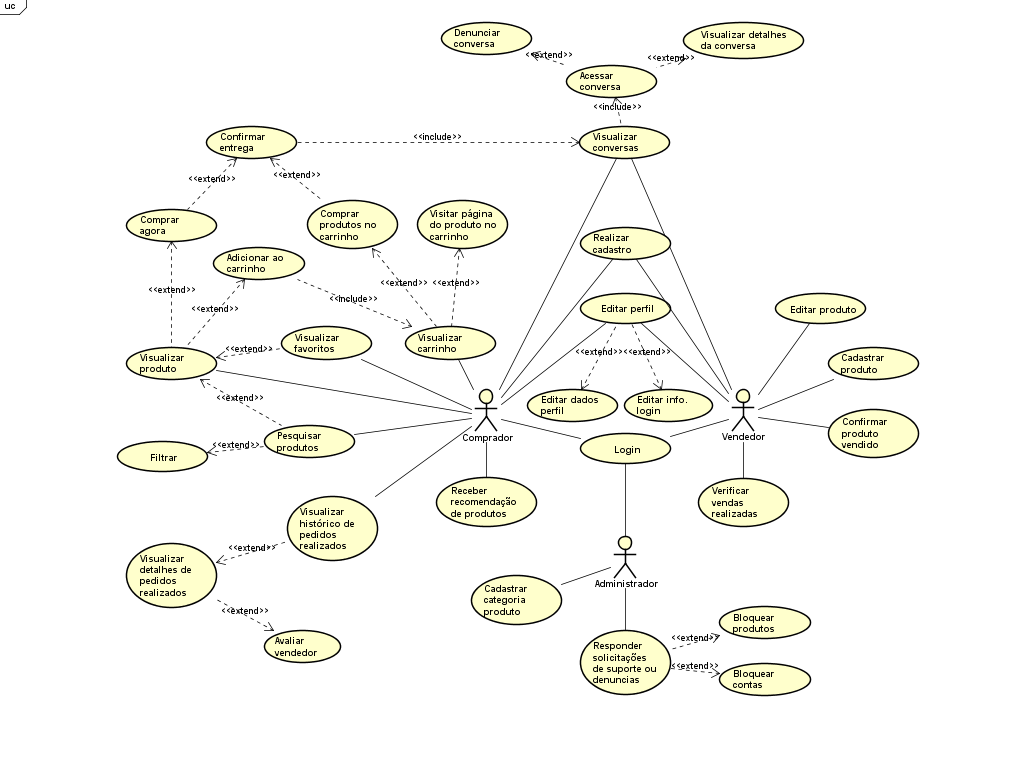 uc
Denunciar
conversa
Visualizar detalhes
da conversa
<<extend>>
<<extend>>
Acessar
conversa
<<include>>
Confirmar
entrega
<<include>>
Visualizar
conversas
<<extend>>
<<extend>>
Comprar
agora
Comprar
produtos no
carrinho
Visitar página
do produto no
carrinho
Realizar
cadastro
Adicionar ao
carrinho
<<extend>>
<<extend>>
<<extend>>
<<include>>
<<extend>>
Editar perfil
Editar produto
Visualizar
produto
<<extend>>
Visualizar
favoritos
Visualizar
carrinho
<<extend>>
<<extend>>
Cadastrar
produto
<<extend>>
Editar dados
perfil
Editar info.
login
Comprador
Vendedor
Confirmar
produto
vendido
Filtrar
<<extend>>
Pesquisar
produtos
Login
Receber
recomendação
de produtos
Verificar
vendas
realizadas
Visualizar
histórico de
pedidos
realizados
<<extend>>
Visualizar
detalhes de
pedidos
realizados
Administrador
Cadastrar
categoria
produto
<<extend>>
Avaliar
vendedor
Responder
solicitações
de suporte ou
denuncias
<<extend>>
<<extend>>
Bloquear
produtos
Bloquear
contas